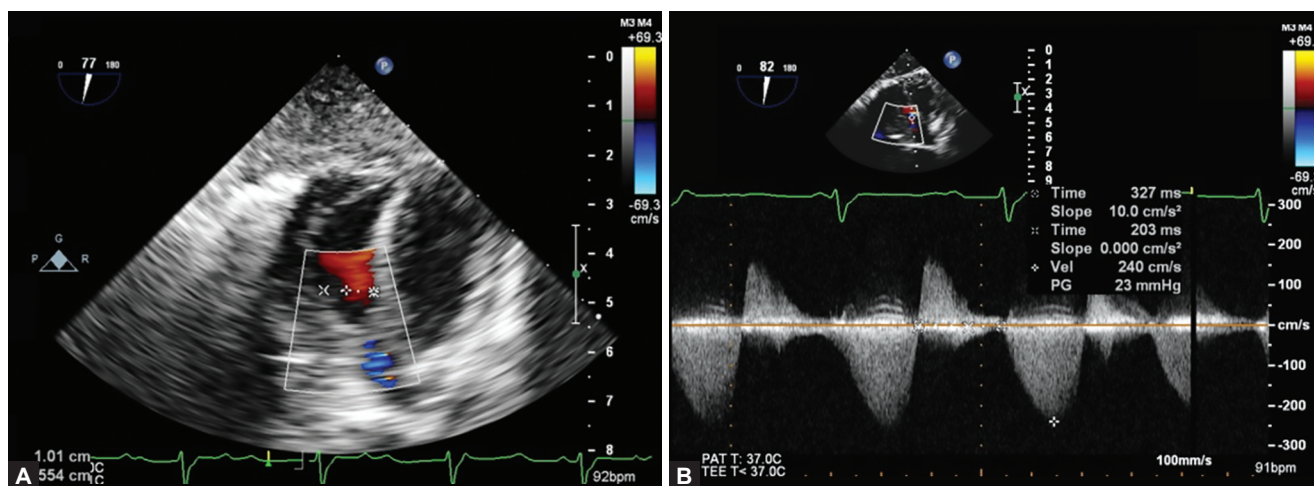 M3 M4
+69.3
-69.3
cm/s
0 77 180
P
G
P R
X
0
1
2
3
4
5
6
7
8
1.01 cm
554 cm
92bpm
A
M3 M4
+69.
-69.
cm/s
0 82 180
P
X
0
1
2
3
4
5
6
7
8
9
Time 327 ms
Slope 10.0 cm/s²
Time 203 ms
Slope 0.000 cm/s²
Vel 240 cm/s
PG 23 mmHg
300
200
100
cm/s
-100
-200
-300
100mm/s
PAT T: 37.0C
TEE T< 37.0C
91bpm
B